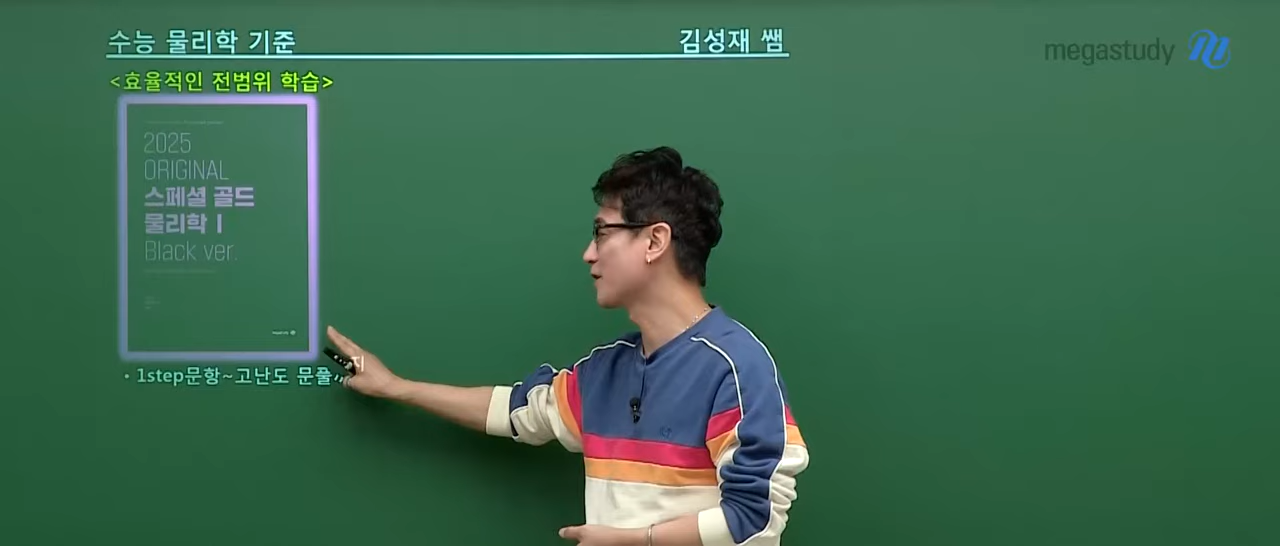 수능 물리학 기준
김성재 쌤
megastudy
<효율적인 전범위 학습>
2025
ORIGINAL
스페셜 골드
물리학 I
Black ver.
• 1step문항~고난도 문풀 지